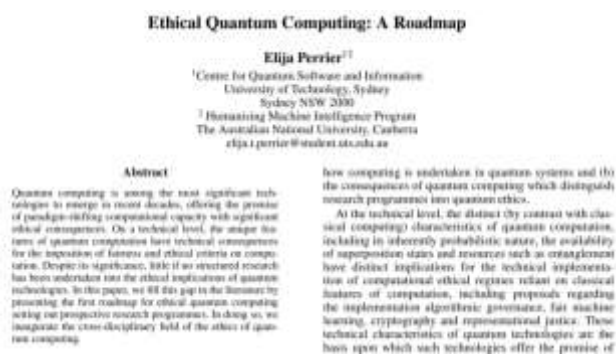 Ethical Quantum Computing: A Roadmap
Elija Perrier¹²
¹Centre for Quantum Software and Information
University of Technology, Sydney
Sydney NSW 2000
² Humanising Machine Intelligence Program
The Australian National University, Canberra
elija.t.perrier@student.uts.edu.au
Abstract
Quantum computing is among the most significant tech-
nologies to emerge in recent decades, offering the promise
of paradigm-shifting computational capacity with significant
ethical consequences. On a technical level, the unique fea-
tures of quantum computation have technical consequences
for the imposition of fairness and ethical criteria on compu-
tation. Despite its significance, little if no structured research
has been undertaken into the ethical implications of quantum
technologies. In this paper, we fill this gap in the literature by
presenting the first roadmap for ethical quantum computing
setting out prospective research programmes. In doing so, we
inaugurate the cross-disciplinary field of the ethics of quan-
tum computing.
how computing is undertaken in quantum systems and (b)
the consequences of quantum computing which distinguish
research programmes into quantum ethics.
At the technical level, the distinct (by contrast with clas-
sical computing) characteristics of quantum computation,
including its inherently probabilistic nature, the availability
of superposition states and resources such as entanglement
have distinct implications for the technical implementa-
tion of computational ethical regimes reliant on classical
features of computation, including proposals regarding
the implementation algorithmic governance, fair machine
learning, cryptography and representational justice. These
technical characteristics of quantum technologies are the
basis upon which such technologies offer the promise of